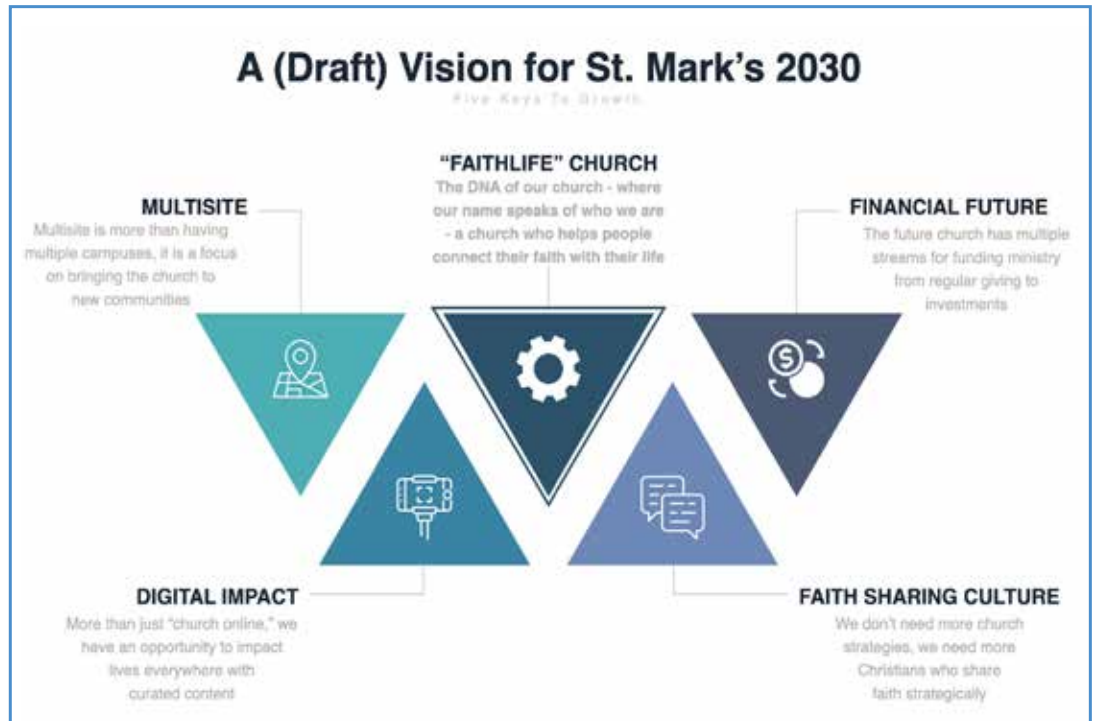 A (Draft) Vision for St. Mark's 2030
Five Keys To Growth
MULTISITE
Multisite is more than having
multiple campuses, it is a focus
on bringing the church to
new communities
“FAITHLIFE” CHURCH
The DNA of our church - where
our name speaks of who we are
- a church who helps people
connect their faith with their life
FINANCIAL FUTURE
The future church has multiple
streams for funding ministry
from regular giving to
investments
$
DIGITAL IMPACT
More than just “church online,” we
have an opportunity to impact
lives everywhere with
curated content
FAITH SHARING CULTURE
We don't need more church
strategies, we need more
Christians who share
faith strategically